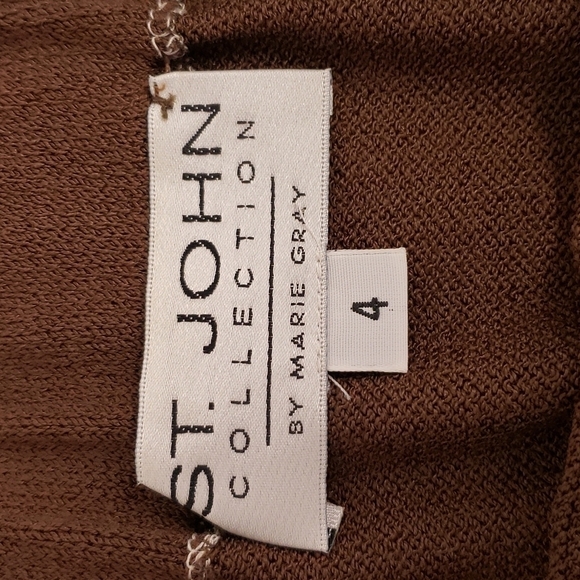 ST. JOHN
COLLECTION
BY MARIE GRAY
4